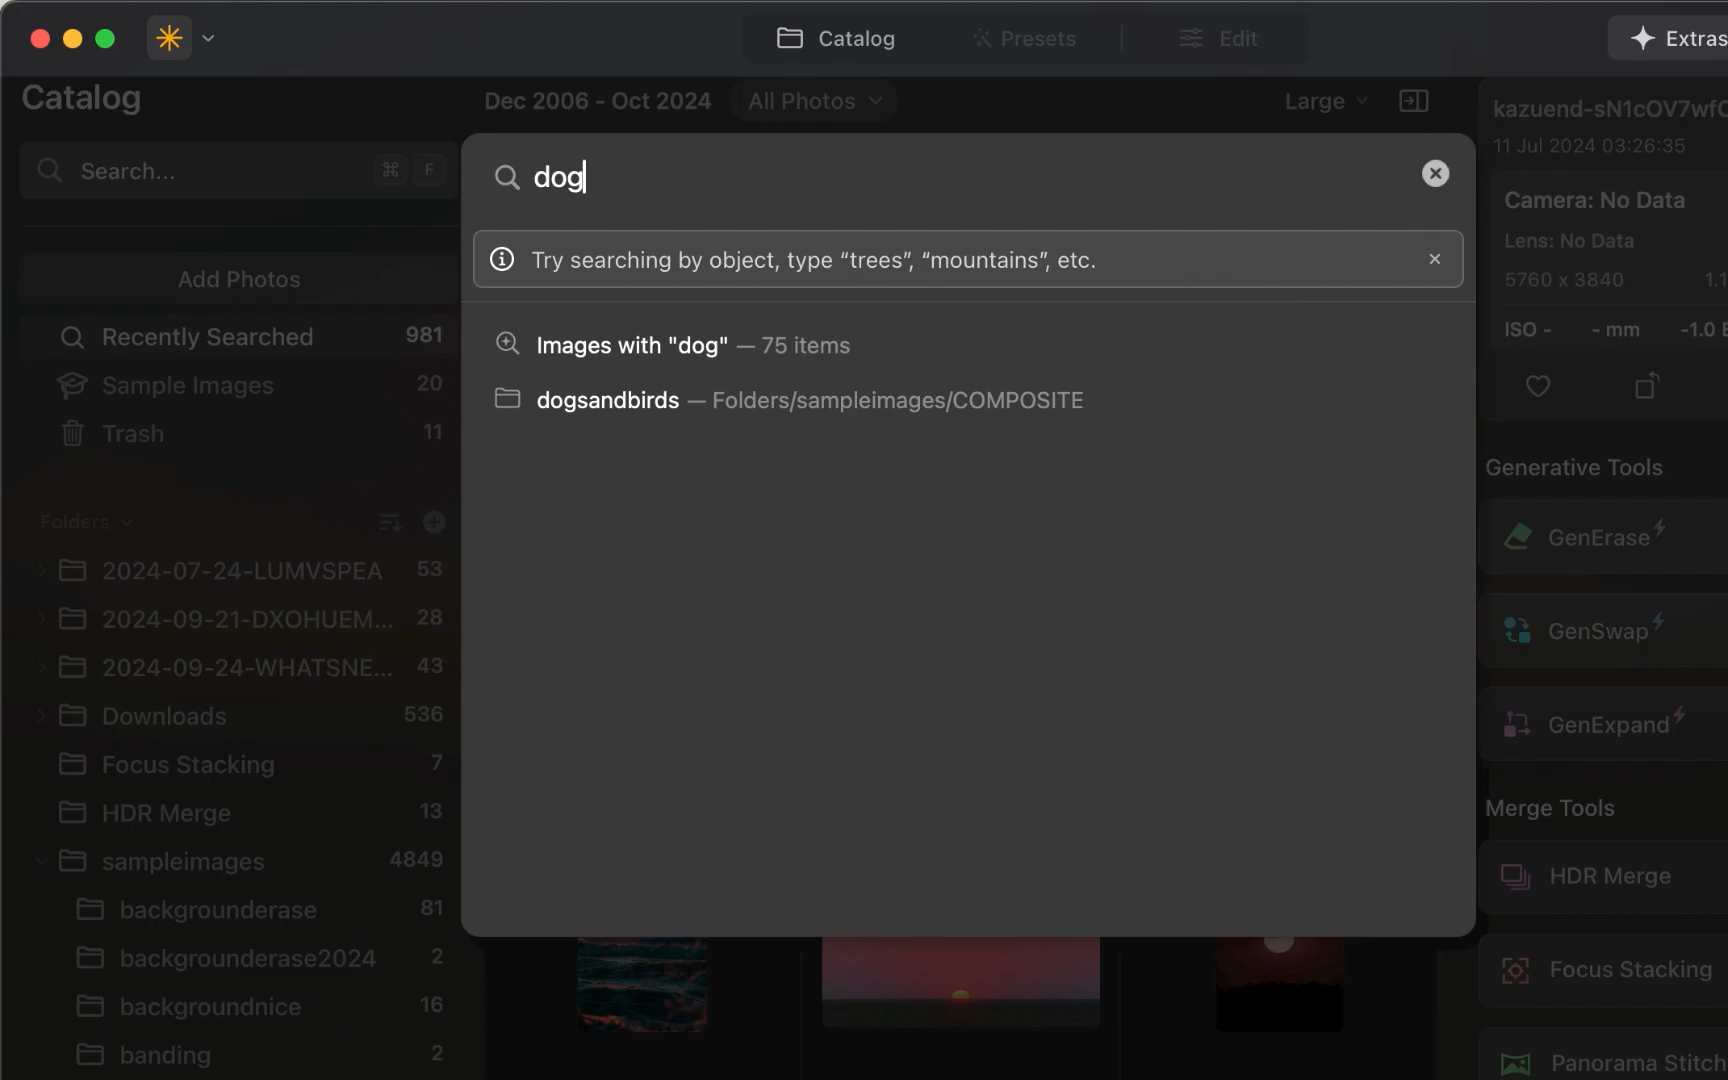 Catalog
Presets
Edit
Extras
Catalog
Dec 2006 - Oct 2024
All Photos
Large
Search...
⌘ F
Add Photos
Recently Searched 981
Sample Images 20
Trash 11
Folders
2024-07-24-LUMVSPEA 53
2024-09-21-DXOHUEM... 28
2024-09-24-WHATSNE... 43
Downloads 536
Focus Stacking 7
HDR Merge 13
sampleimages 4849
backgrounderase 81
backgrounderase2024 2
backgroundnice 16
banding 2
dog
Try searching by object, type “trees”, “mountains”, etc.
Images with "dog" — 75 items
dogsandbirds — Folders/sampleimages/COMPOSITE
11 Jul 2024 03:26:35
Camera: No Data
Lens: No Data
5760 x 3840
ISO - - mm -1.0
Generative Tools
GenErase
GenSwap
GenExpand
Merge Tools
HDR Merge
Focus Stacking
Panorama Stitch